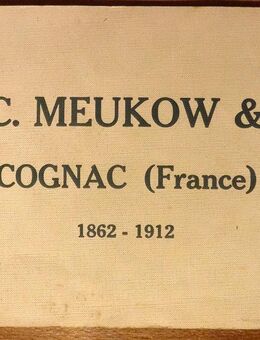 C. MEUKOW &
COGNAC (France)
1862 - 1912